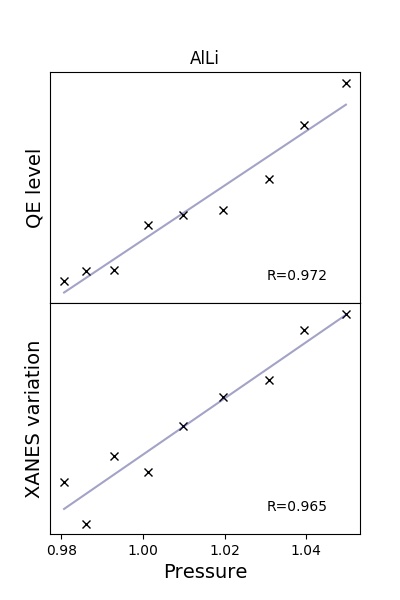 AlLi
QE level
R=0.972
XANES variation
R=0.965
0.98 1.00 1.02 1.04
Pressure